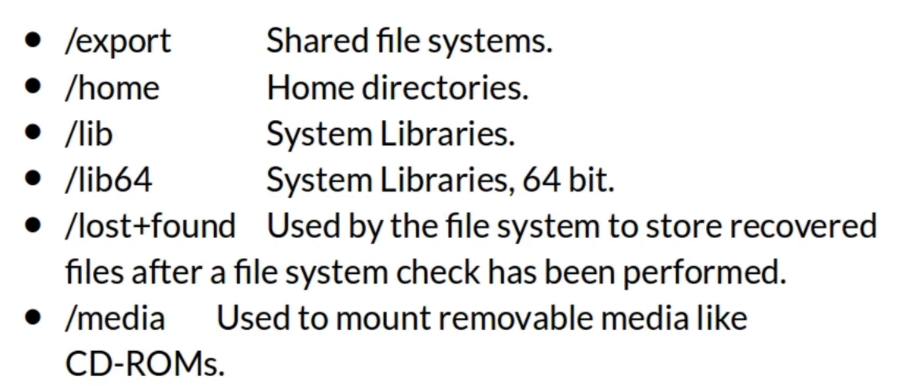 • /export Shared file systems.
• /home Home directories.
• /lib System Libraries.
• /lib64 System Libraries, 64 bit.
• /lost+found Used by the file system to store recovered
files after a file system check has been performed.
• /media Used to mount removable media like
CD-ROMs.